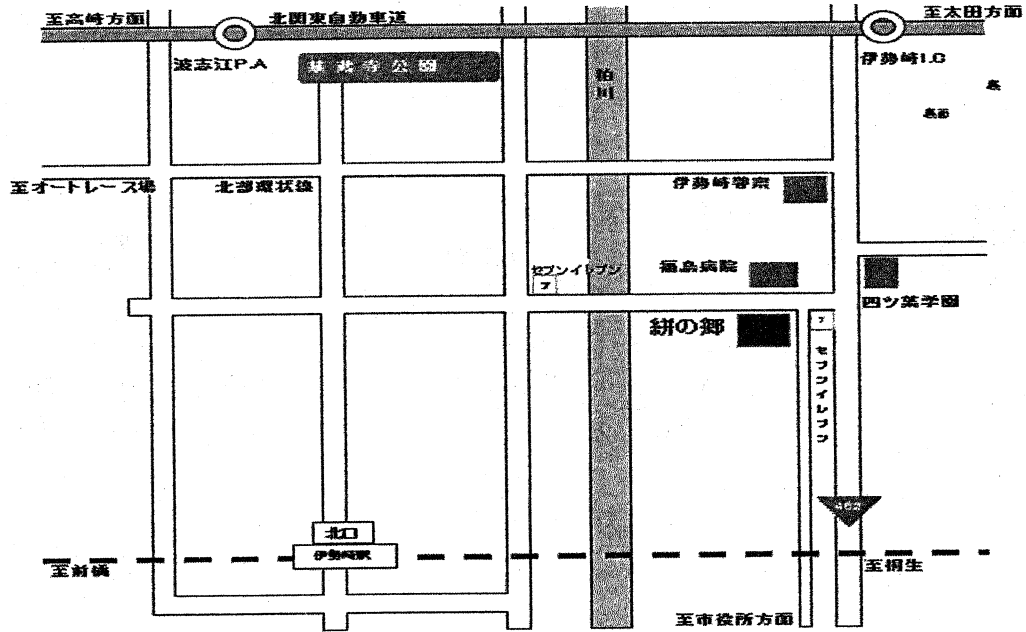 至高崎方面
北関東自動車道
至太田方面
波志江P.A
華蔵寺公園
粕川
伊勢崎I.C
至オートレース場
北部環状線
伊勢崎警察
セブンイレブン
7
福島病院
四ツ葉学園
絣の郷
7
セブンイレブン
462
北口
伊勢崎駅
至前橋
至桐生
至市役所方面